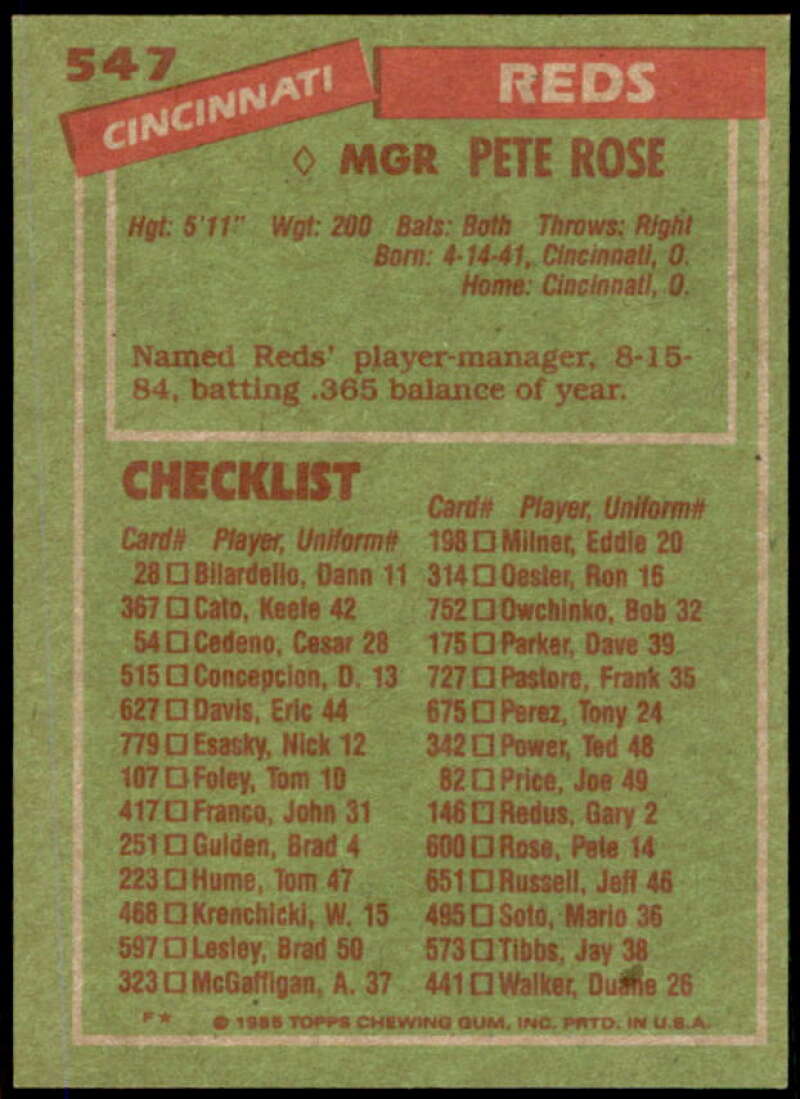 547
CINCINNATI REDS
◊ MGR PETE ROSE
Hgt: 5'11" Wgt: 200 Bats: Both Throws: Right
Born: 4-14-41, Cincinnati, O.
Home: Cincinnati, O.
Named Reds' player-manager, 8-15-
84, batting .365 balance of year.
CHECKLIST
Card# Player, Uniform#
28 ☐ Bilardello, Dann 11
367 ☐ Cato, Keefe 42
54 ☐ Cedeno, Cesar 28
515 ☐ Concepcion, D. 13
627 ☐ Davis, Eric 44
779 ☐ Esasky, Nick 12
107 ☐ Foley, Tom 10
417 ☐ Franco, John 31
251 ☐ Gulden, Brad 4
223 ☐ Hume, Tom 47
468 ☐ Krenchicki, W. 15
597 ☐ Lesley, Brad 50
323 ☐ McGaffigan, A. 37
Card# Player, Uniform#
198 ☐ Milner, Eddie 20
314 ☐ Oester, Ron 16
752 ☐ Owchinko, Bob 32
175 ☐ Parker, Dave 39
727 ☐ Pastore, Frank 35
675 ☐ Perez, Tony 24
342 ☐ Power, Ted 48
82 ☐ Price, Joe 49
146 ☐ Redus, Gary 2
600 ☐ Rose, Pete 14
651 ☐ Russell, Jeff 46
495 ☐ Soto, Mario 36
573 ☐ Tibbs, Jay 38
441 ☐ Walker, Duane 26
F★ © 1985 TOPPS CHEWING GUM, INC. PRTD. IN U.S.A.